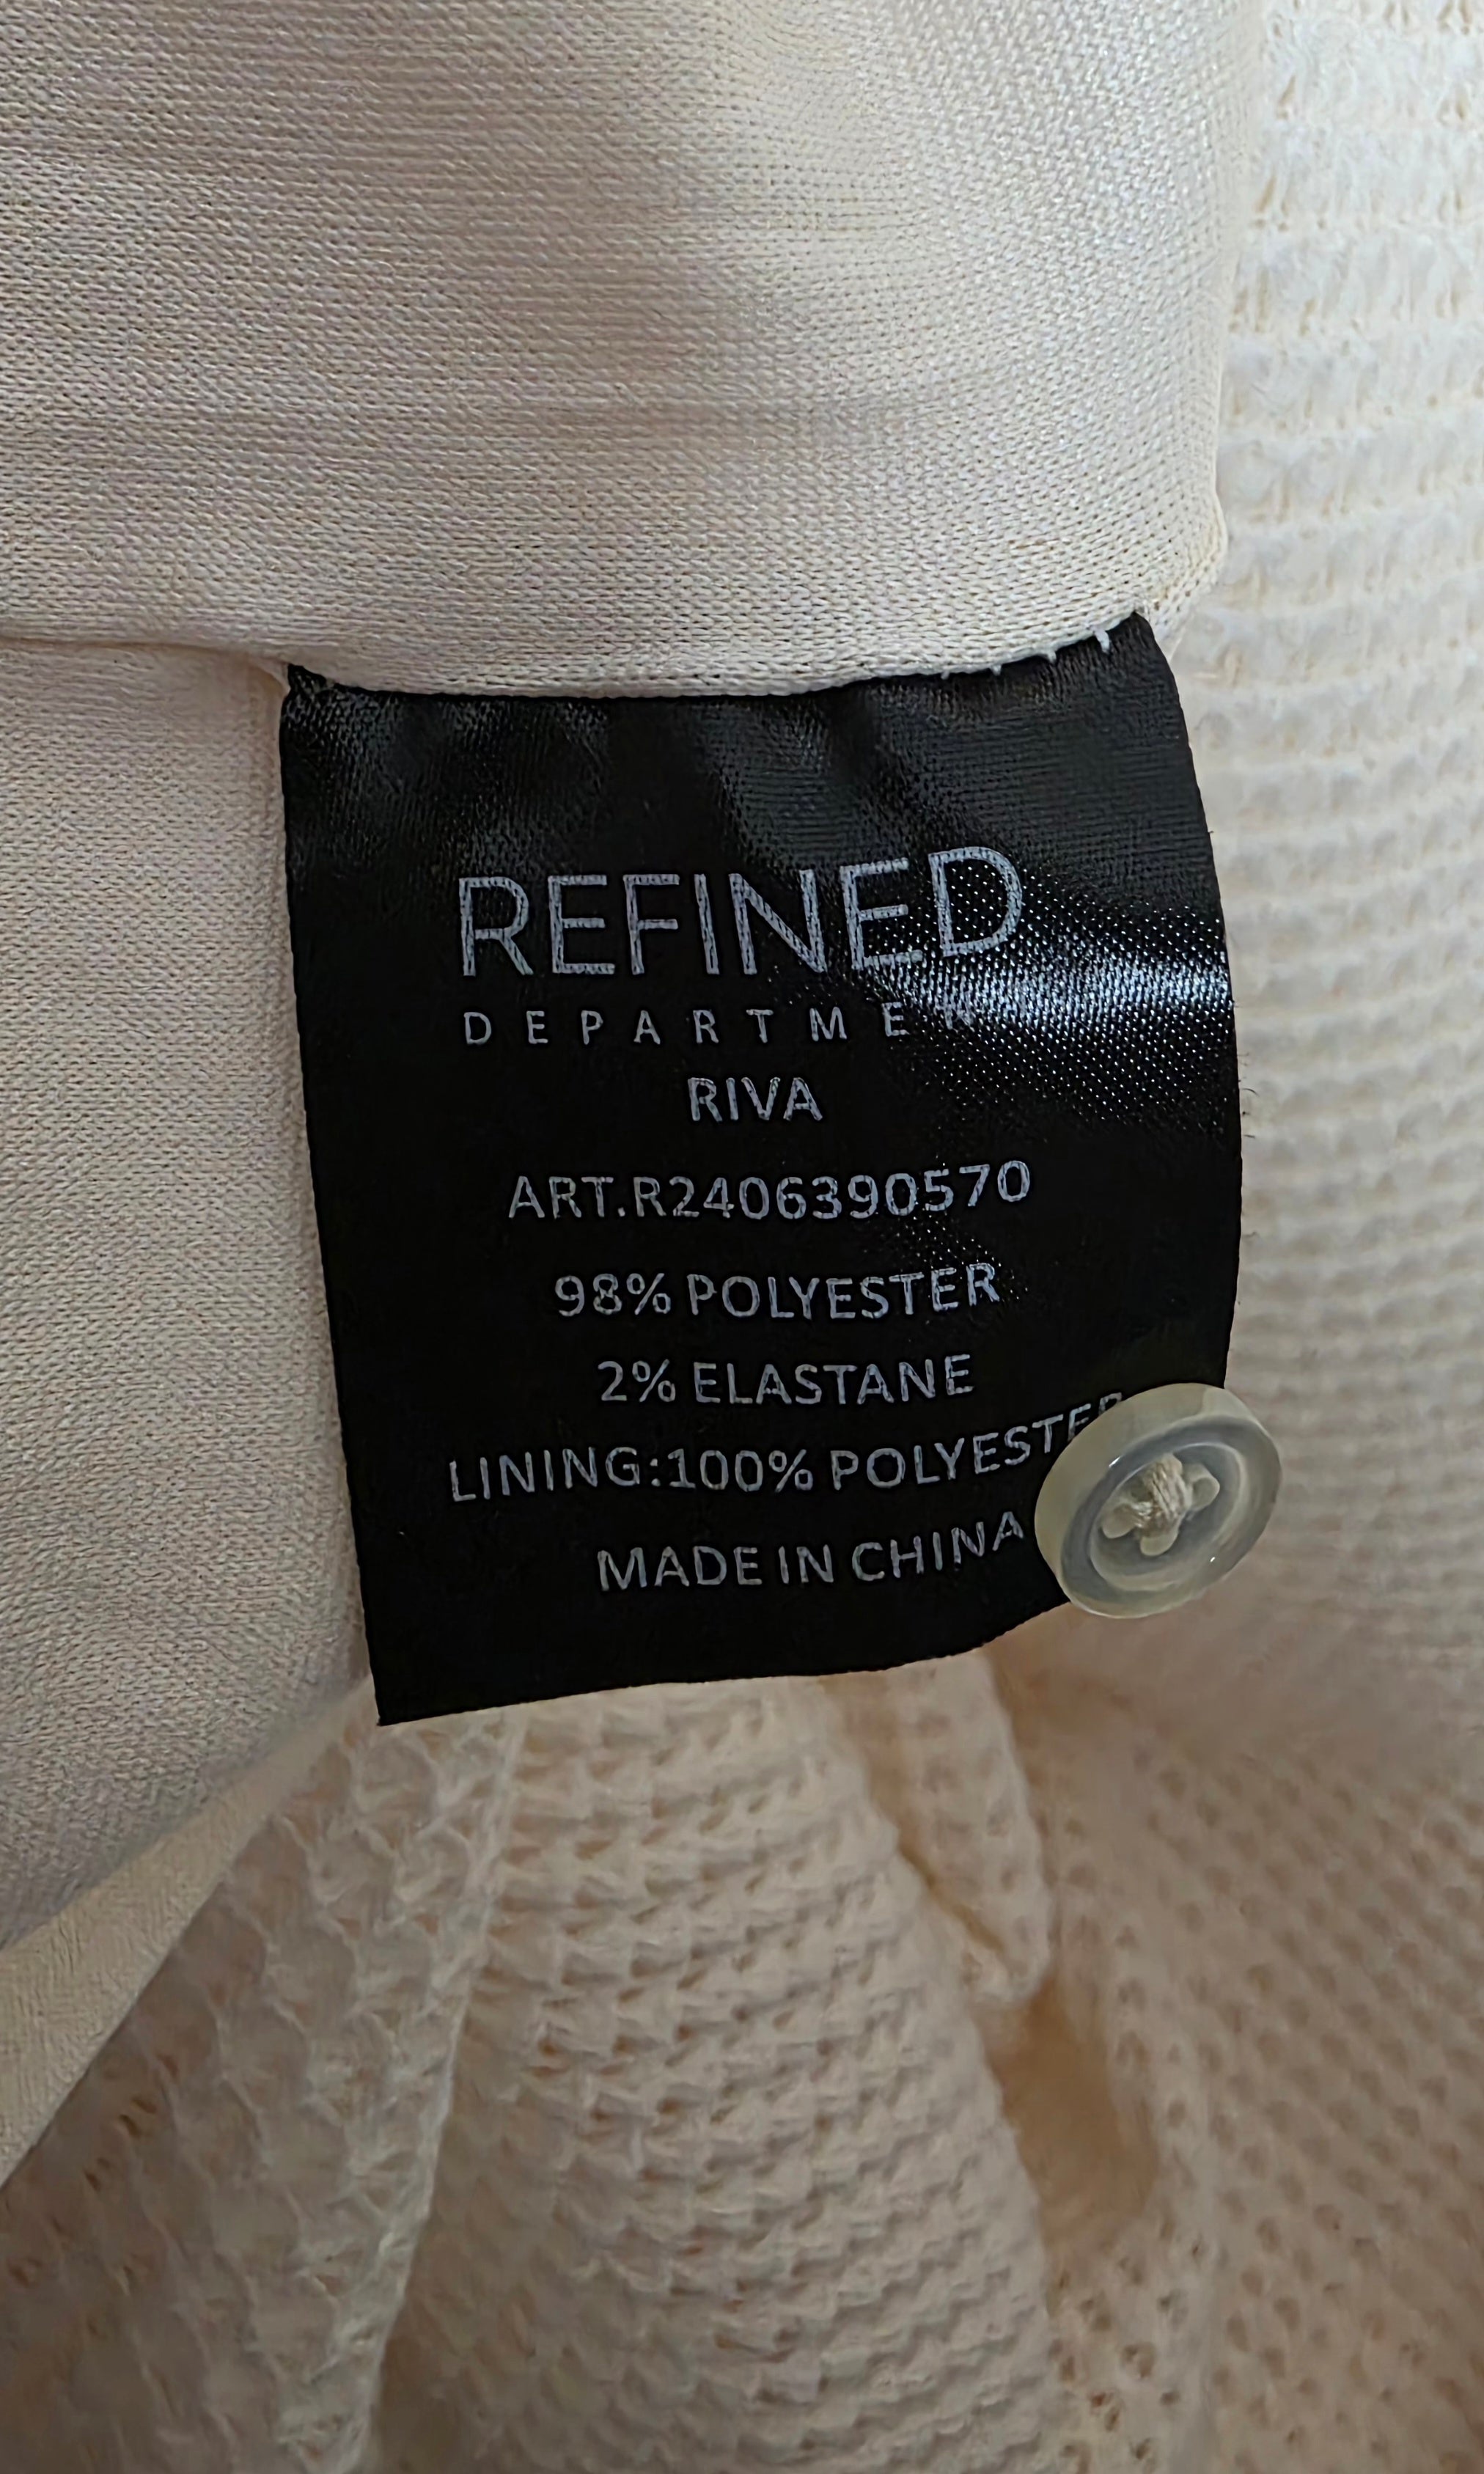 REFINED
DEPARTMEN
RIVA
ART.R2406390570
98% POLYESTER
2% ELASTANE
LINING:100% POLYESTER
MADE IN CHINA